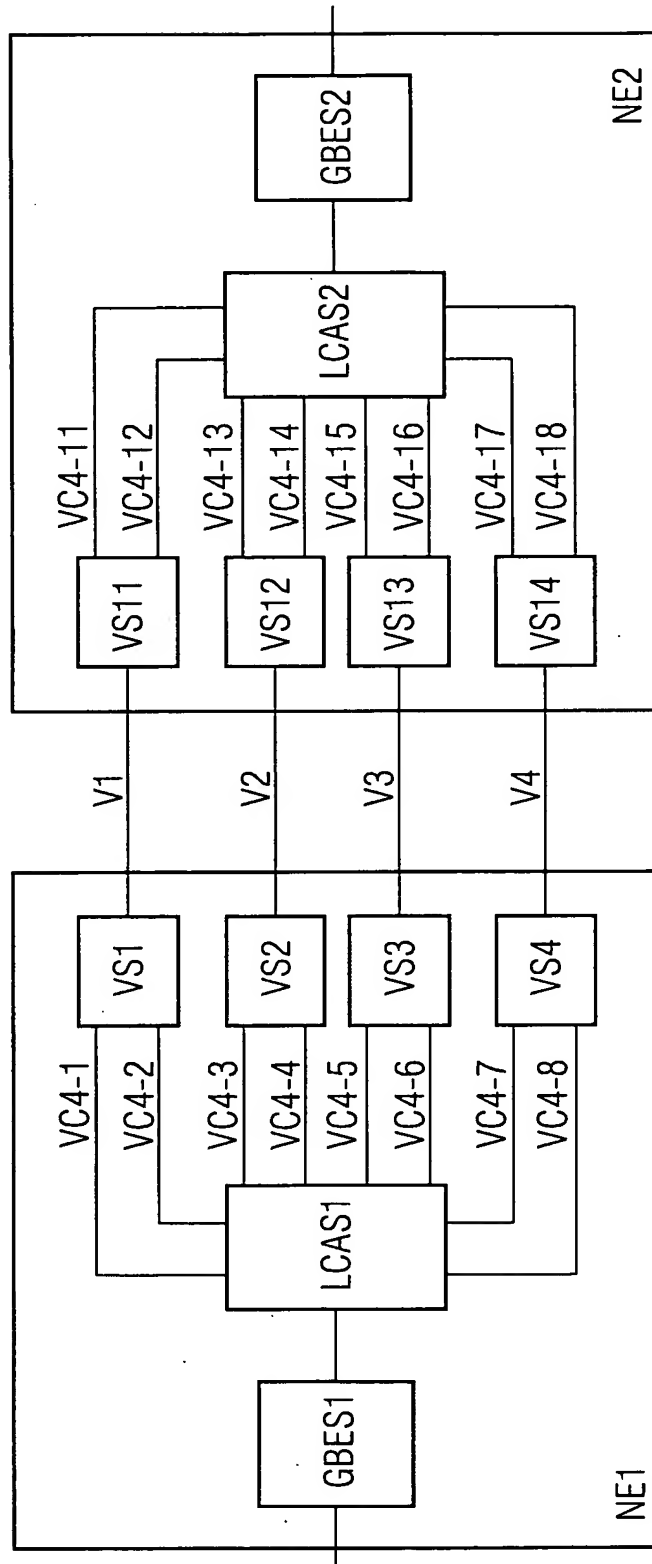 NE1
GBES1
LCAS1
VC4-1
VC4-2
VC4-3
VC4-4
VC4-5
VC4-6
VC4-7
VC4-8
VS1
VS2
VS3
VS4
V1
V2
V3
V4
VS11
VS12
VS13
VS14
VC4-11
VC4-12
VC4-13
VC4-14
VC4-15
VC4-16
VC4-17
VC4-18
LCAS2
GBES2
NE2